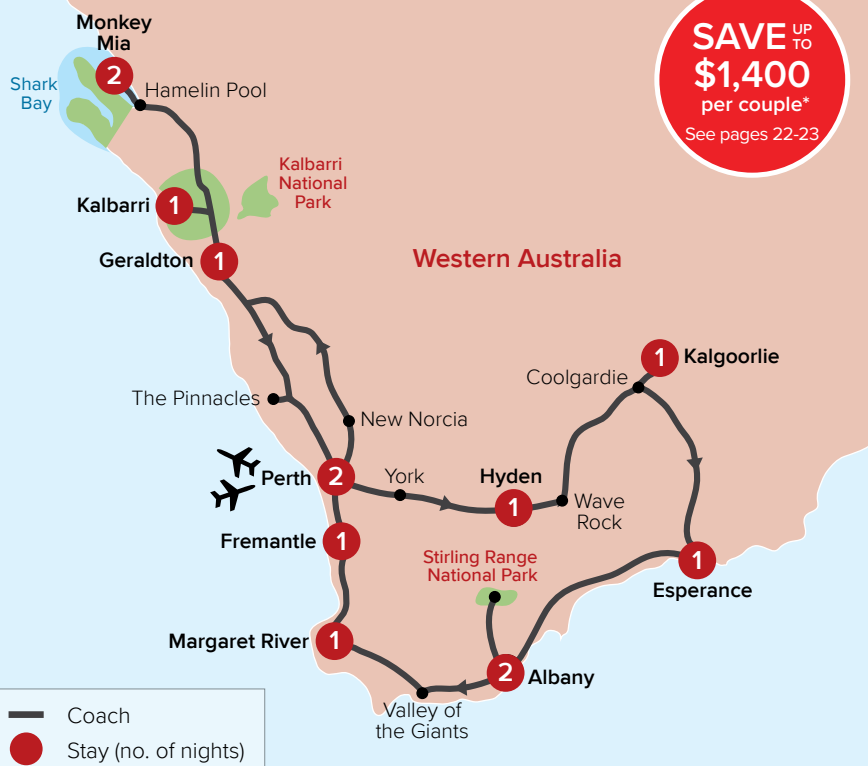 Monkey
Mia
2
Shark
Bay
Hamelin Pool
SAVE UP TO
$1,400
per couple*
See pages 22-23
Kalbarri
National
Park
Kalbarri
1
Geraldton
1
Western Australia
1
Kalgoorlie
Coolgardie
The Pinnacles
New Norcia
Perth
2
York
Hyden
1
Wave
Rock
Fremantle
1
Stirling Range
National Park
1
Esperance
Margaret River
1
2
Albany
Valley of
the Giants
Coach
Stay (no. of nights)